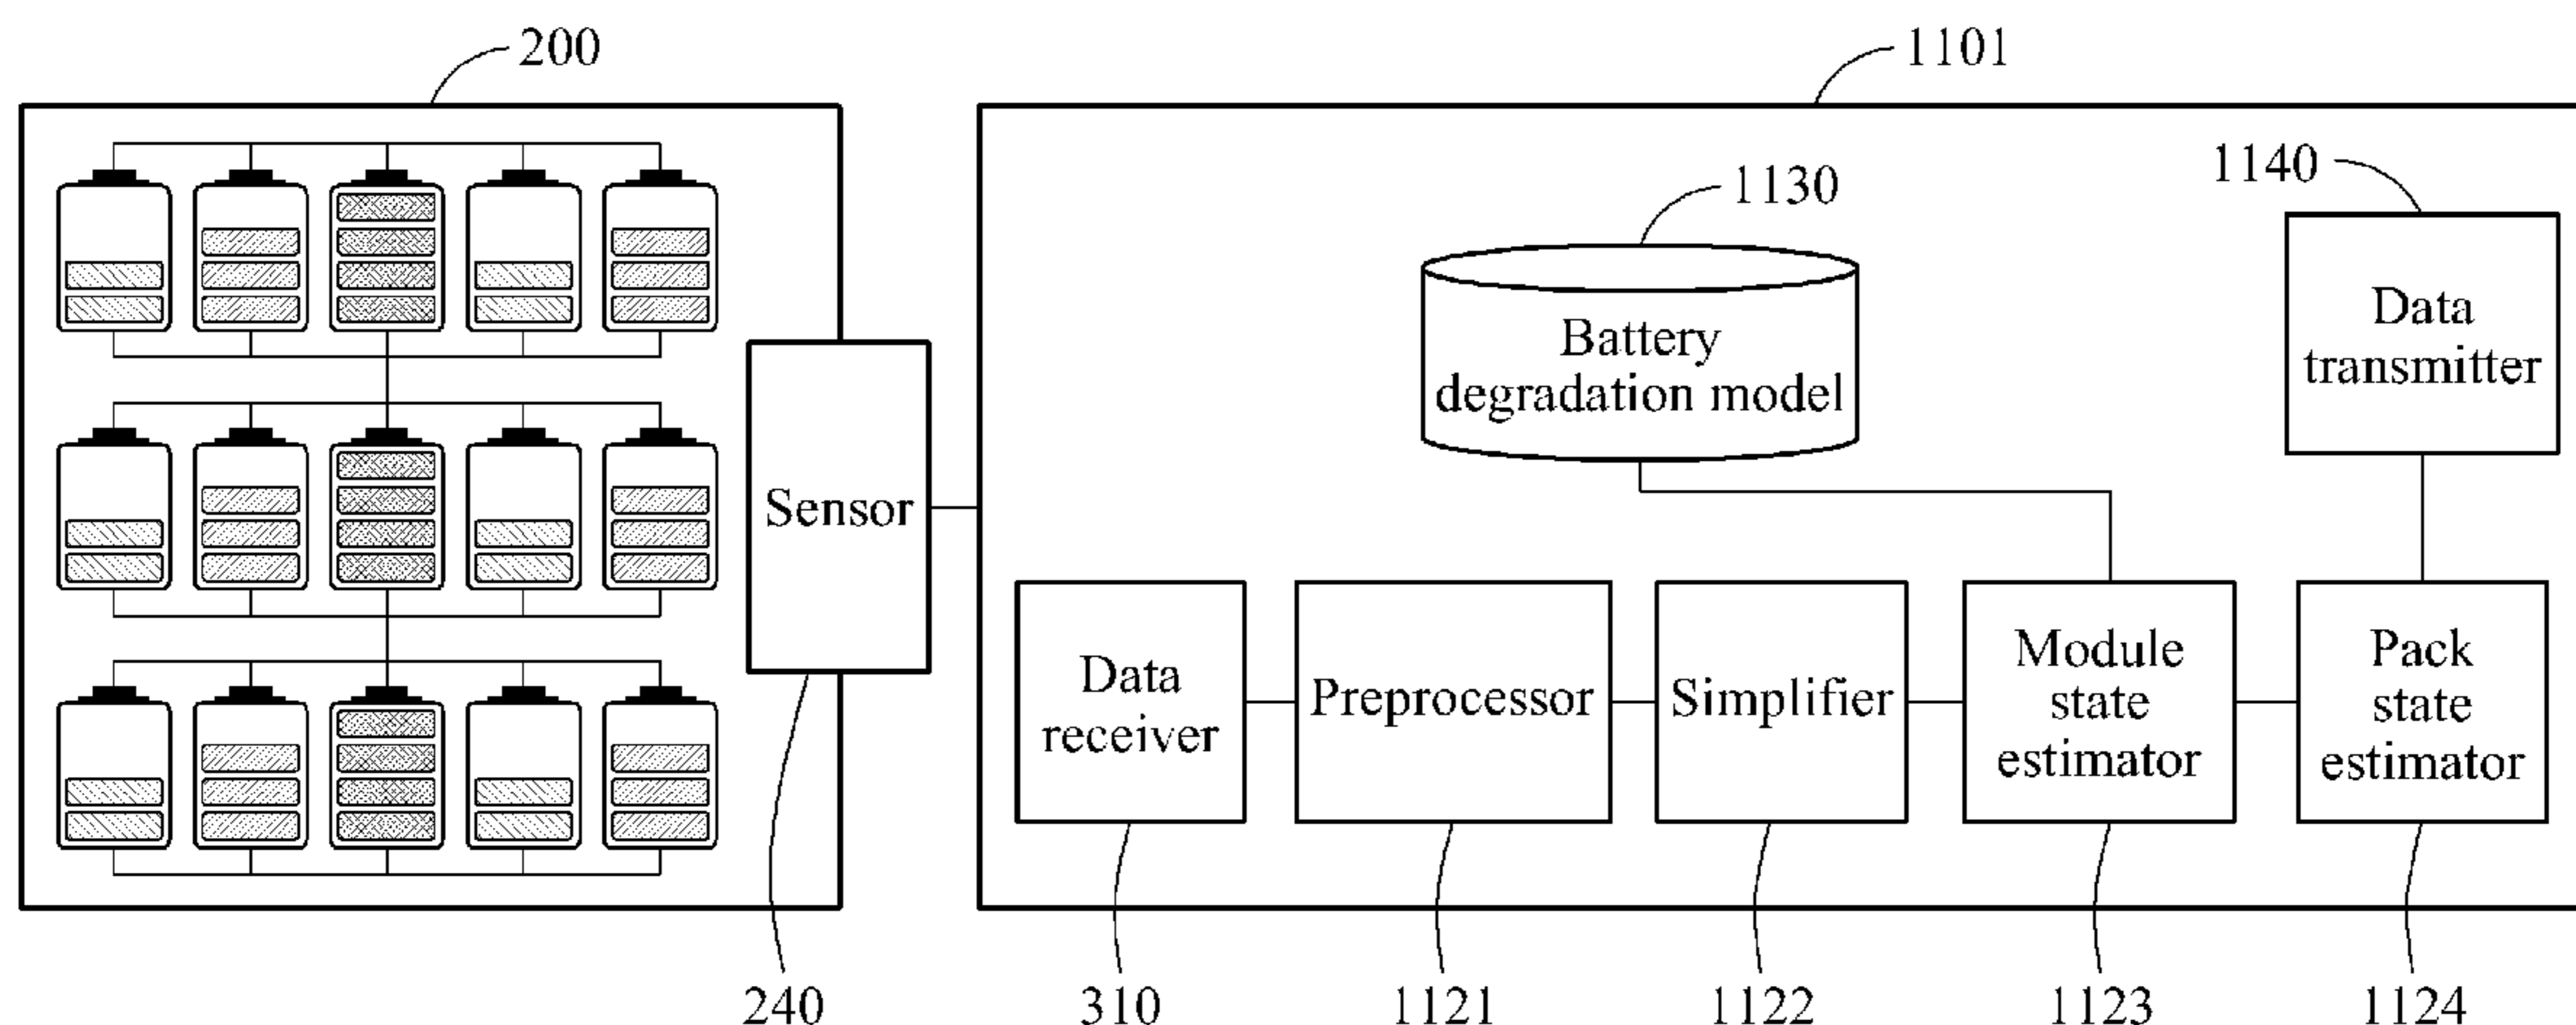 200
1101
1140
1130
Data
transmitter
Battery
degradation model
Sensor
Data
receiver
Preprocessor
Simplifier
Module
state
estimator
Pack
state
estimator
240
310
1121
1122
1123
1124